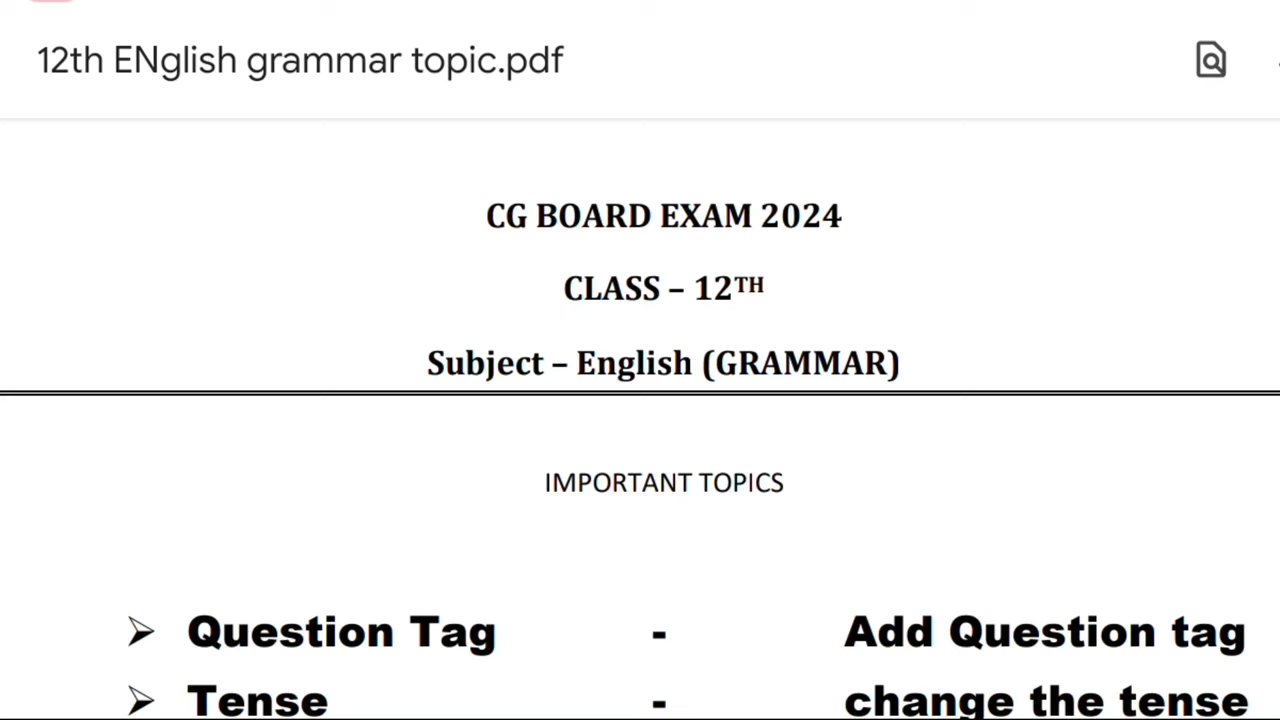 12th ENglish grammar topic.pdf
CG BOARD EXAM 2024
CLASS – 12TH
Subject – English (GRAMMAR)
IMPORTANT TOPICS
➢ Question Tag - Add Question tag
➢ Tense - change the tense